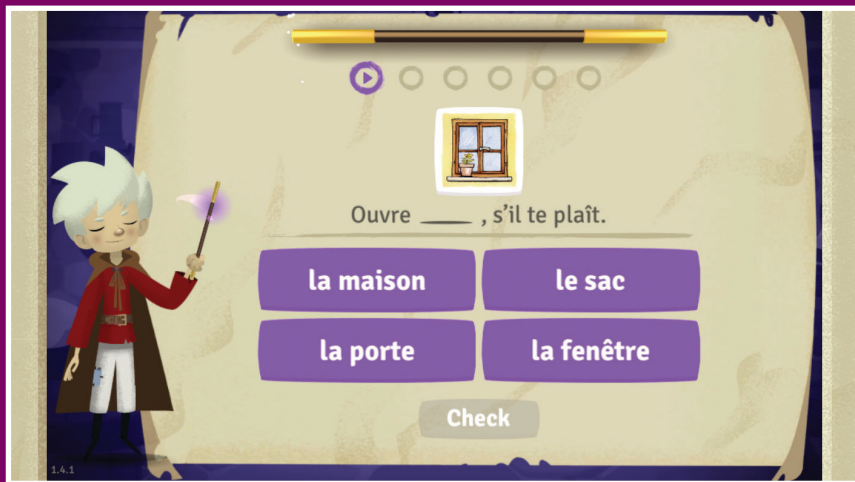 Ouvre ____ , s'il te plaît.
la maison
le sac
la porte
la fenêtre
Check
1.4.1